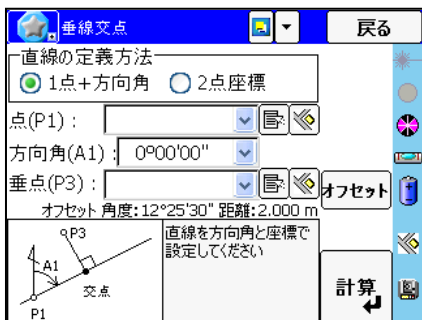 垂線交点
戻る
直線の定義方法
1点+方向角 2点座標
点(P1):
方向角(A1): 0°00'00"
垂点(P3):
オフセット
オフセット 角度:12°25'30" 距離:2.000 m
P3
A1
交点
P1
直線を方向角と座標で
設定してください
計算